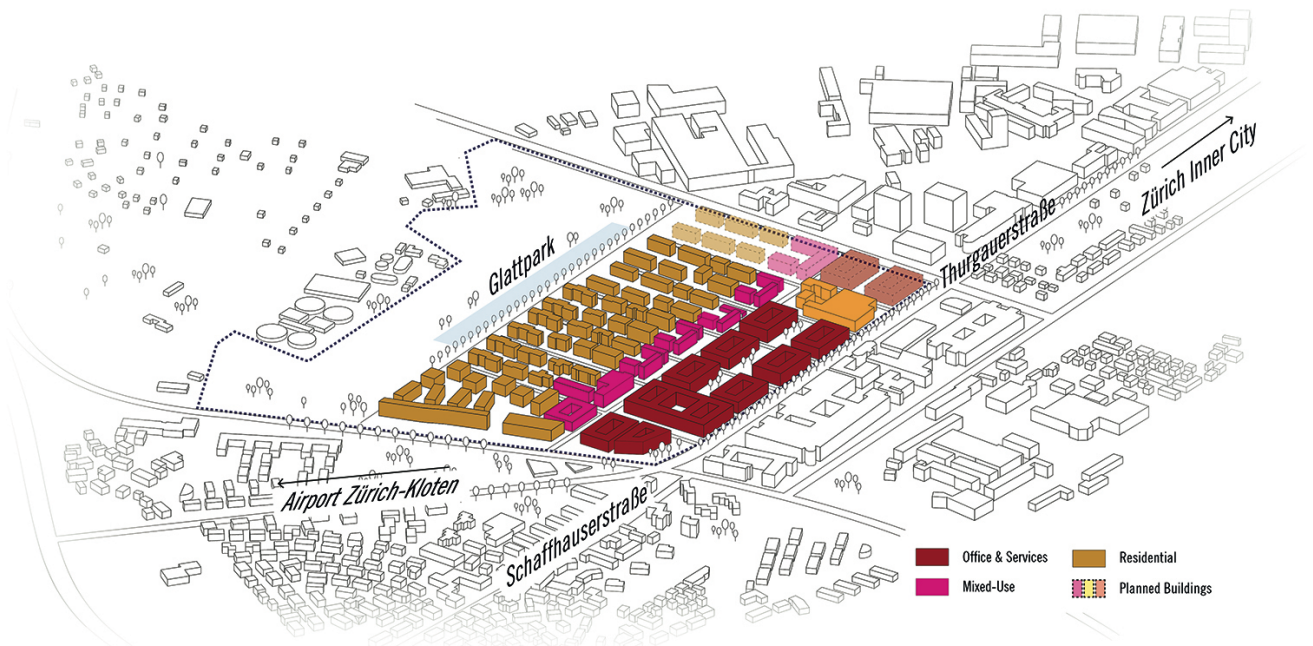 Zürich Inner City
Thurgauerstraße
Glattpark
Airport Zürich-Kloten
Schaffhauserstraße
Office & Services
Residential
Mixed-Use
Planned Buildings